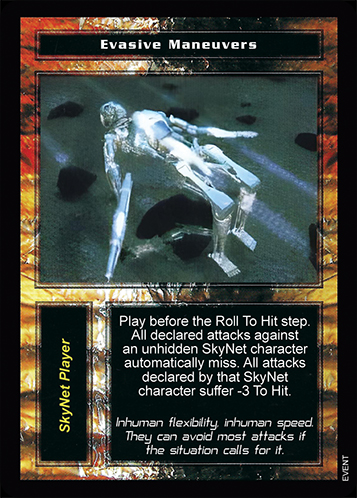 Evasive Maneuvers
SkyNet Player
Play before the Roll To Hit step.
All declared attacks against
an unhidden SkyNet character
automatically miss. All attacks
declared by that SkyNet
character suffer -3 To Hit.
Inhuman flexibility, inhuman speed.
They can avoid most attacks if
the situation calls for it.
EVENT